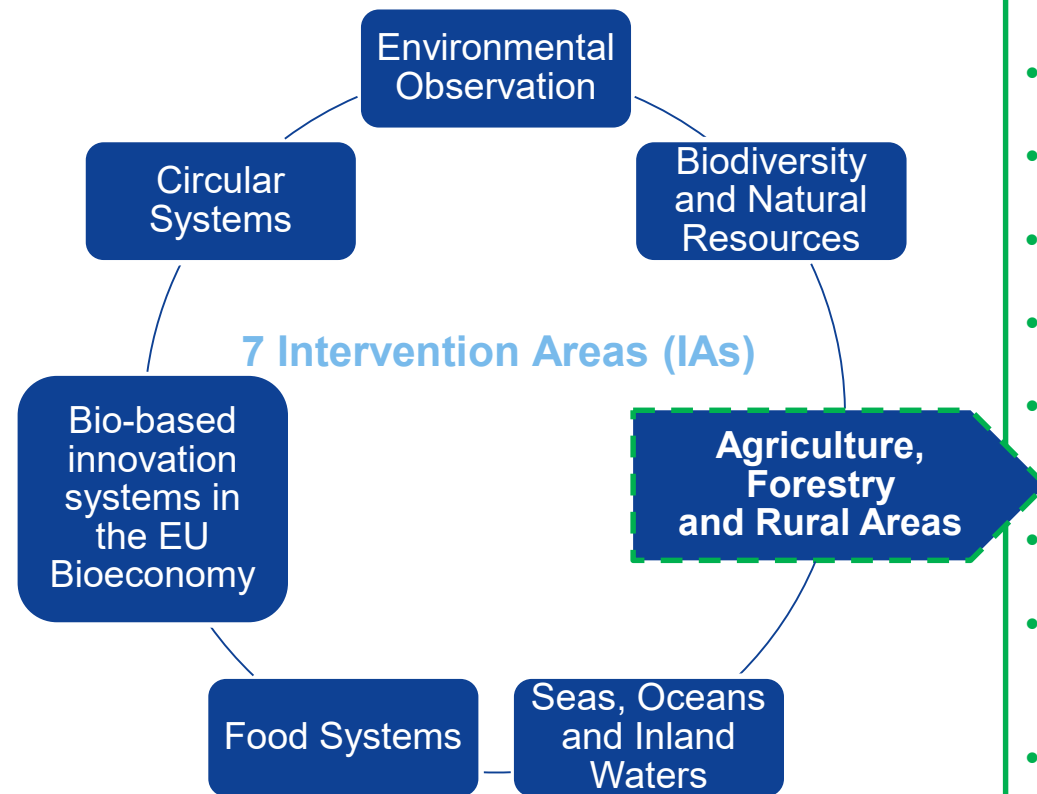 Environmental
Observation
Circular
Systems
Biodiversity
and Natural
Resources
7 Intervention Areas (IAs)
Bio-based
innovation
systems in
the EU
Bioeconomy
Agriculture,
Forestry
and Rural Areas
Food Systems
Seas, Oceans
and Inland
Waters